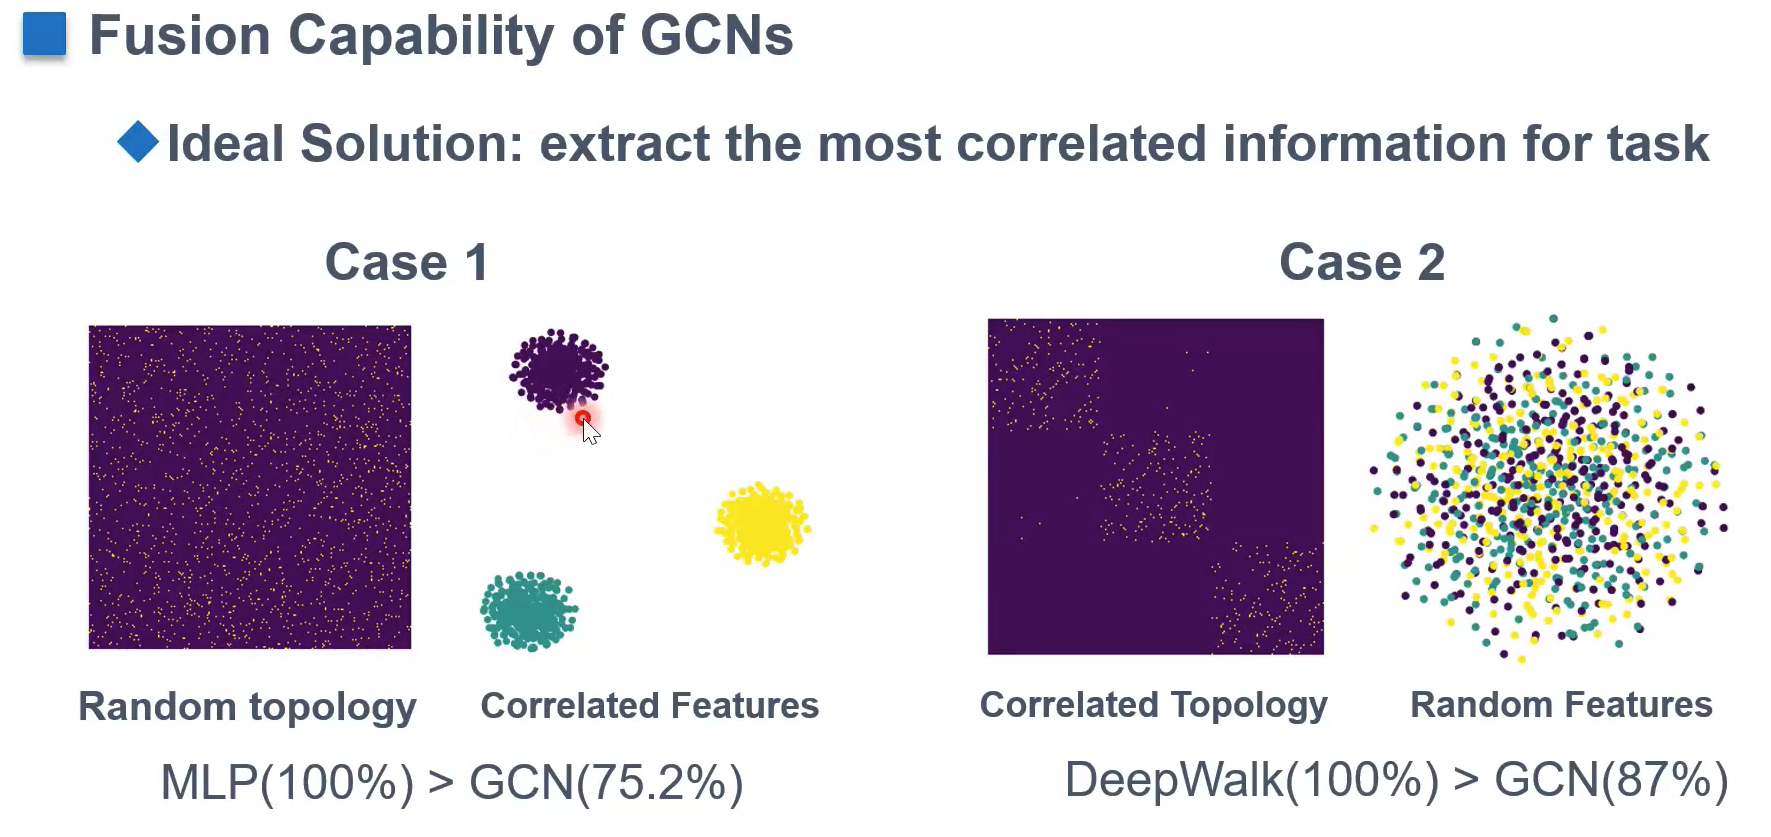 Fusion Capability of GCNs
Ideal Solution: extract the most correlated information for task
Case 1
Case 2
Random topology
Correlated Features
Correlated Topology
Random Features
MLP(100%) > GCN(75.2%)
DeepWalk(100%) > GCN(87%)